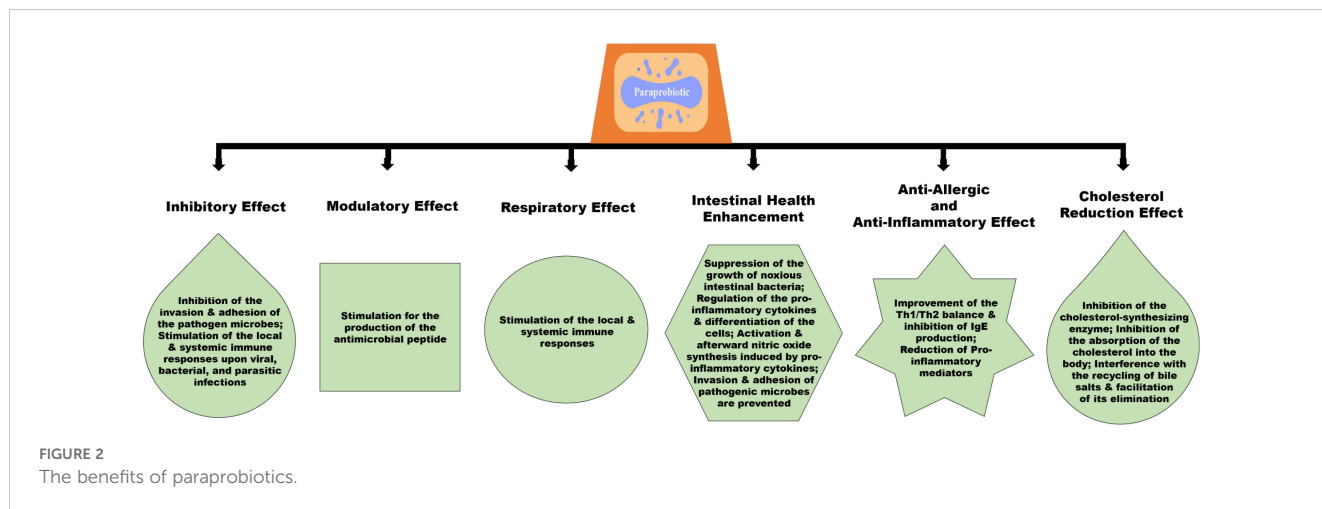 Paraprobiotic
Inhibitory Effect
Inhibition of the
invasion & adhesion
of the pathogen microbes;
Stimulation of the local
& systemic immune
responses upon viral,
bacterial, and parasitic
infections
Modulatory Effect
Stimulation for the
production of the
antimicrobial peptide
Respiratory Effect
Stimulation of the local &
systemic immune
responses
Intestinal Health
Enhancement
Suppression of the
growth of noxious
intestinal bacteria;
Regulation of the pro-
inflammatory cytokines
& differentiation of the
cells; Activation &
afterward nitric oxide
synthesis induced by pro-
inflammatory cytokines;
Invasion & adhesion of
pathogenic microbes
are prevented
Anti-Allergic
and
Anti-Inflammatory Effect
Improvement of the
Th1/Th2 balance &
inhibition of IgE
production;
Reduction of Pro-
inflammatory
mediators
Cholesterol
Reduction Effect
Inhibition of the
cholesterol-synthesizing
enzyme; Inhibition of
the absorption of the
cholesterol into the
body; Interference with
the recycling of bile
salts & facilitation
of its elimination
FIGURE 2
The benefits of paraprobiotics.